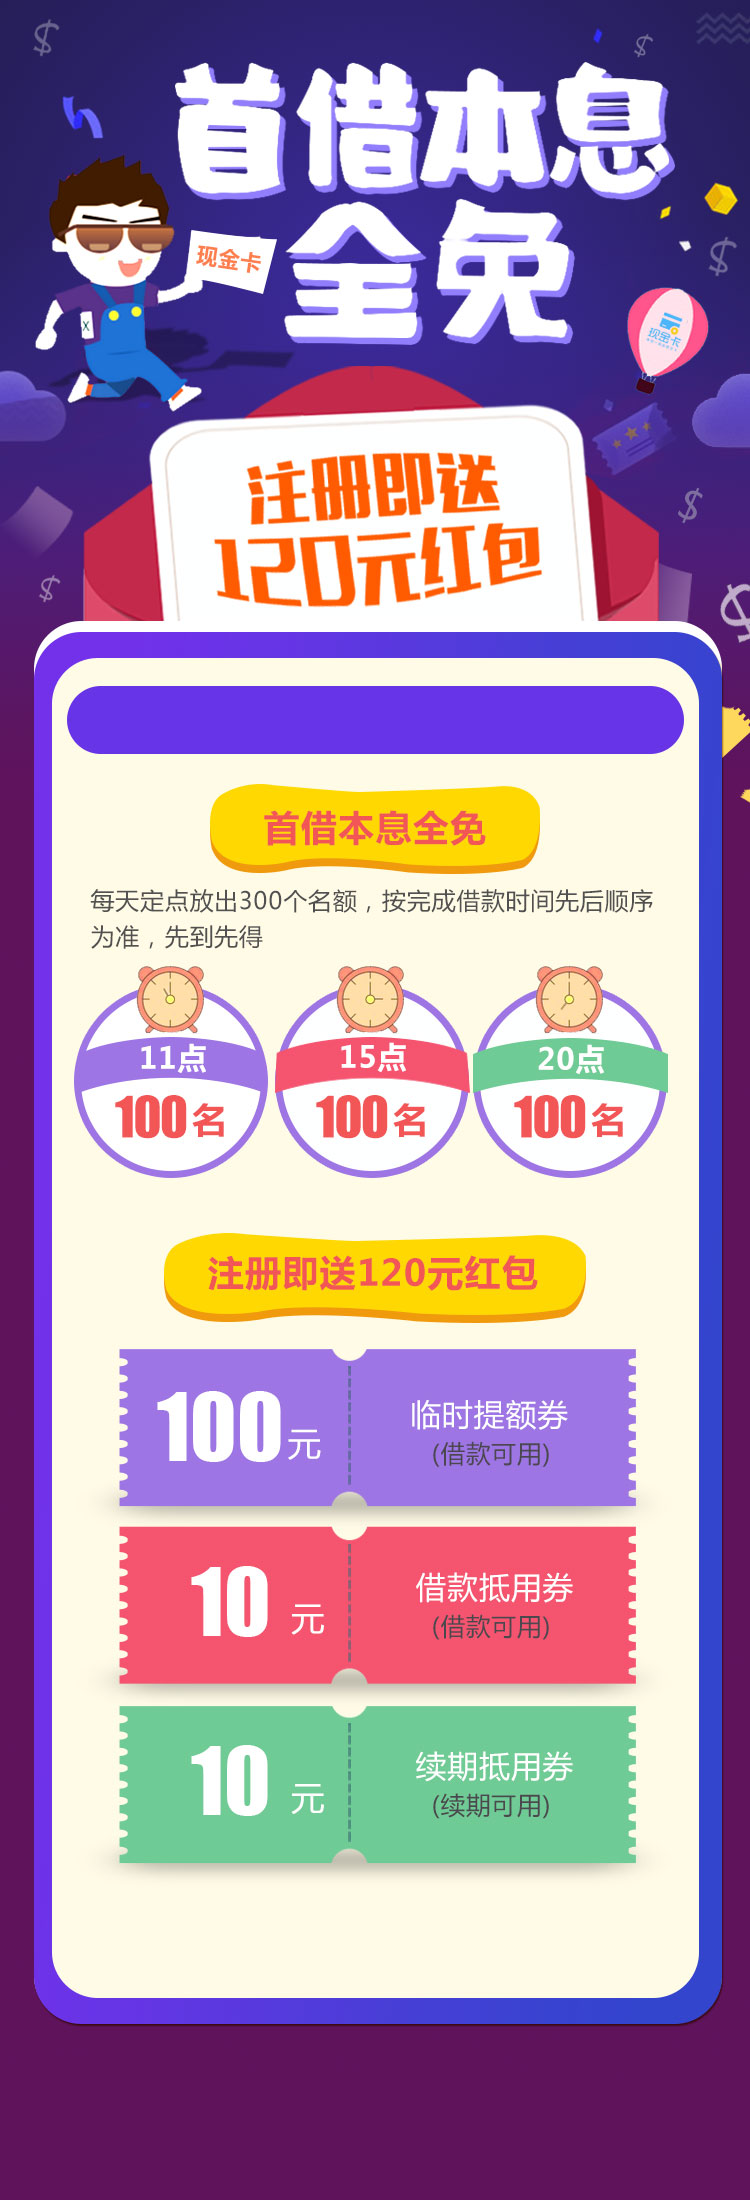 首借本息
全免
现金卡
X
现金卡
注册即送
120元红包
首借本息全免
每天定点放出300个名额，按完成借款时间先后顺序
为准，先到先得
11点
100名
15点
100名
20点
100名
注册即送120元红包
100元
临时提额券
(借款可用)
10元
借款抵用券
(借款可用)
10元
续期抵用券
(续期可用)